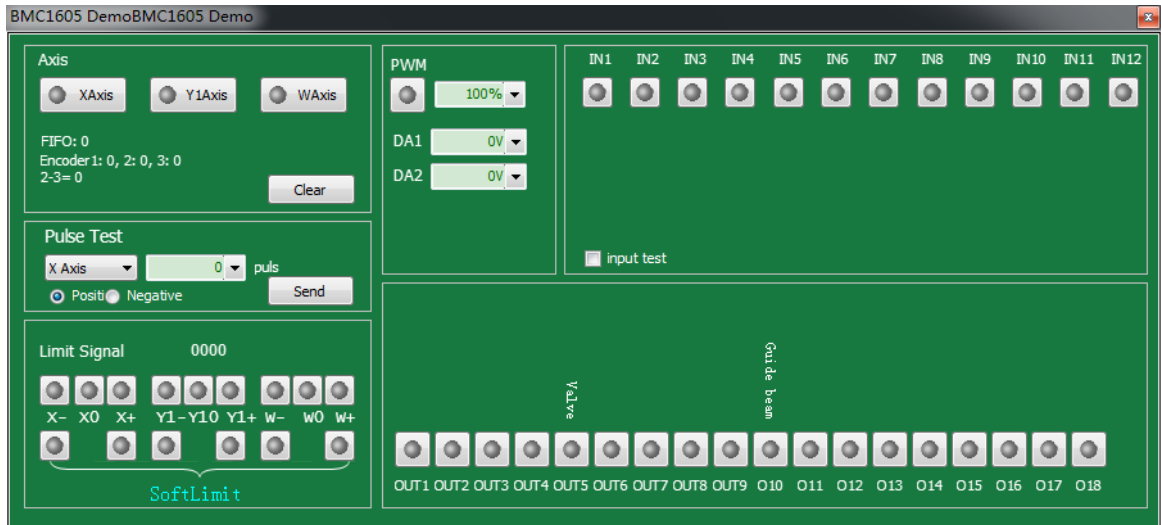 BMC1605 DemoBMC1605 Demo
Axis
XAxis Y1Axis WAxis
FIFO: 0
Encoder1: 0, 2: 0, 3: 0
2-3= 0
Clear
Pulse Test
X Axis 0 puls
Positi Negative
Send
Limit Signal 0000
X- X0 X+ Y1- Y10 Y1+ W- W0 W+
SoftLimit
PWM
100%
DA1 0V
DA2 0V
IN1 IN2 IN3 IN4 IN5 IN6 IN7 IN8 IN9 IN10 IN11 IN12
input test
Valve
Guide beam
OUT1 OUT2 OUT3 OUT4 OUT5 OUT6 OUT7 OUT8 OUT9 O10 O11 O12 O13 O14 O15 O16 O17 O18